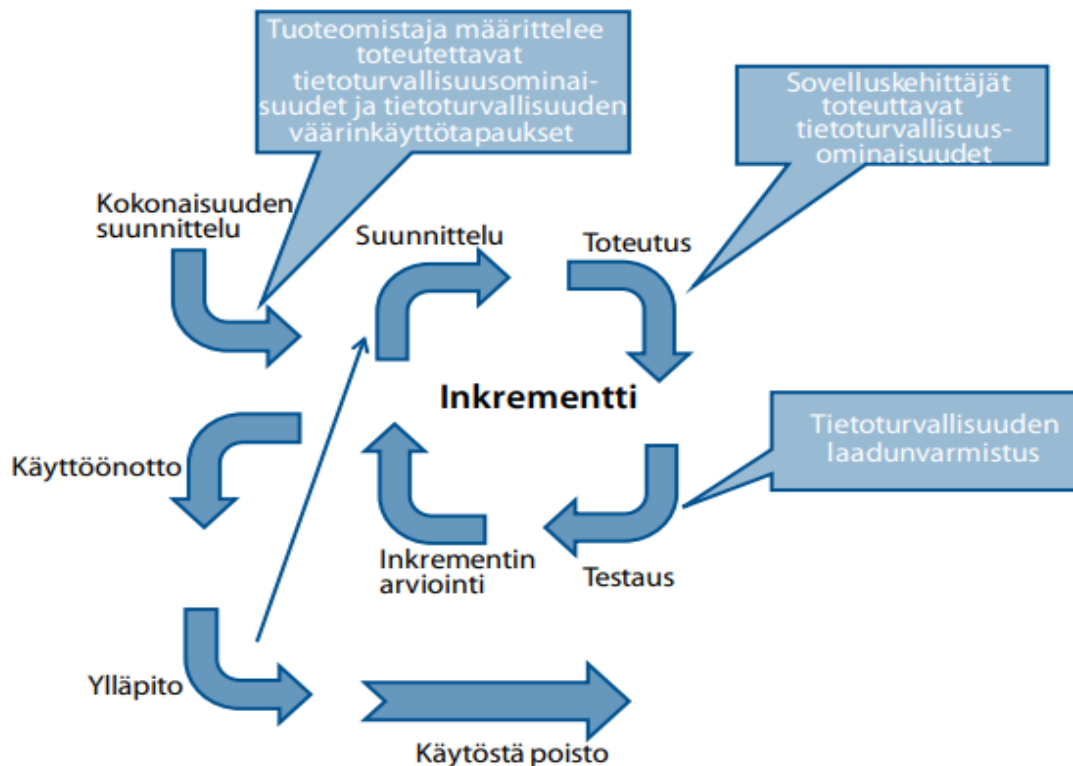 Tuoteomistaja määrittelee
toteutettavat
tietoturvallisuusominai-
suudet ja tietoturvallisuuden
väärinkäyttötapaukset
Sovelluskehittäjät
toteuttavat
tietoturvallisuus-
ominaisuudet
Kokonaisuuden
suunnittelu
Suunnittelu
Toteutus
Inkrementti
Tietoturvallisuuden
laadunvarmistus
Käyttöönotto
Inkrementin
arviointi
Testaus
Ylläpito
Käytöstä poisto